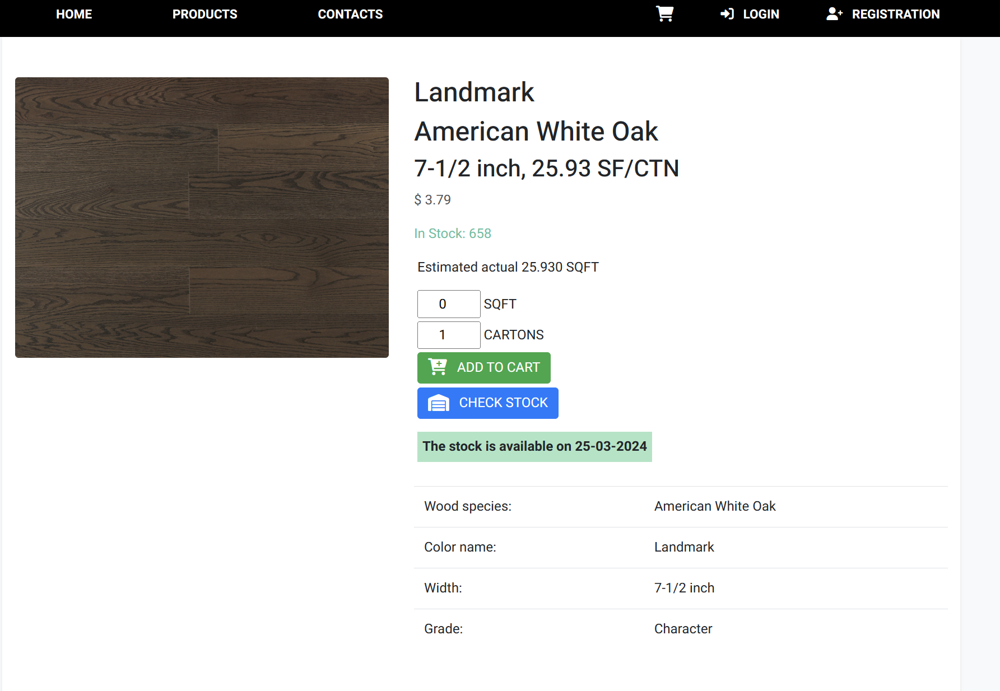 HOME PRODUCTS CONTACTS LOGIN REGISTRATION
Landmark
American White Oak
7-1/2 inch, 25.93 SF/CTN
$ 3.79
In Stock: 658
Estimated actual 25.930 SQFT
0 SQFT
1 CARTONS
ADD TO CART
CHECK STOCK
The stock is available on 25-03-2024
Wood species: American White Oak
Color name: Landmark
Width: 7-1/2 inch
Grade: Character